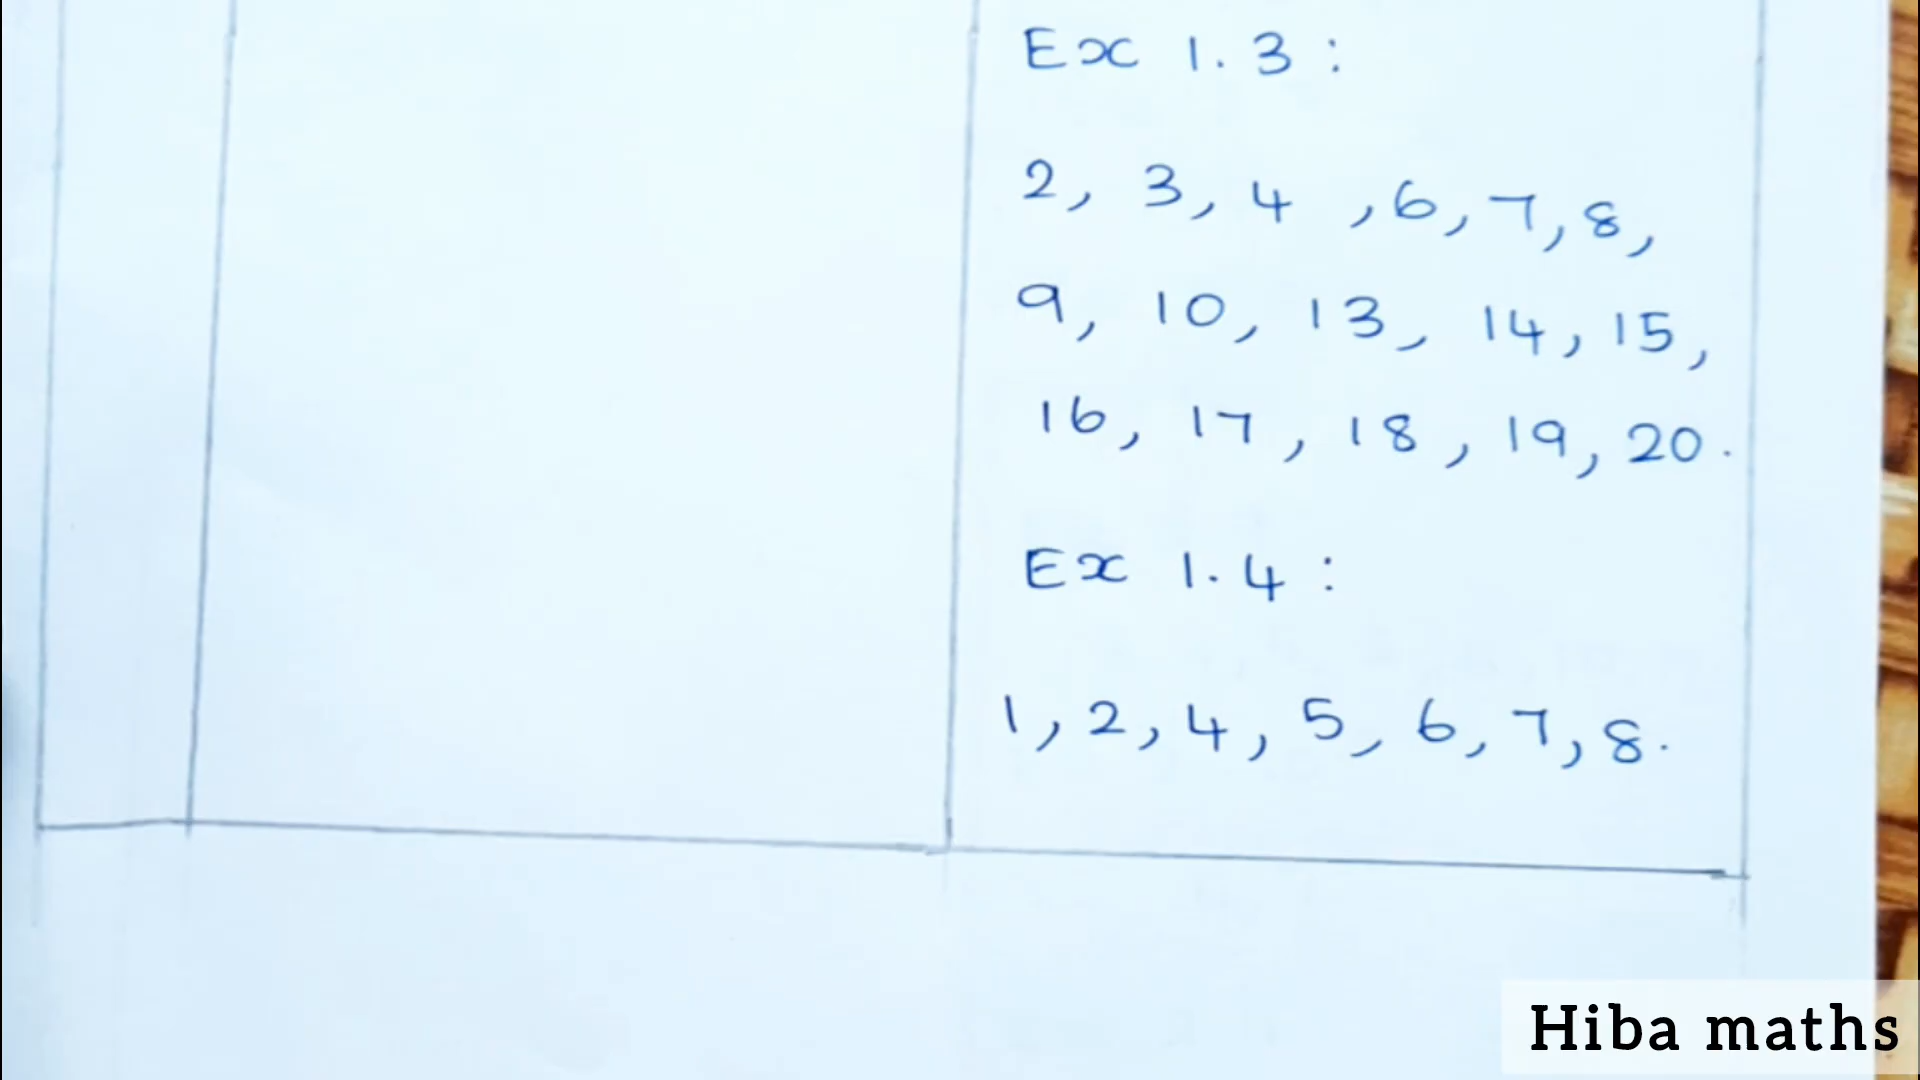 Ex 1.3 :
2, 3, 4 , 6, 7, 8,
9, 10, 13, 14, 15,
16, 17, 18, 19, 20.
Ex 1.4 :
1, 2, 4, 5, 6, 7, 8.
Hiba maths